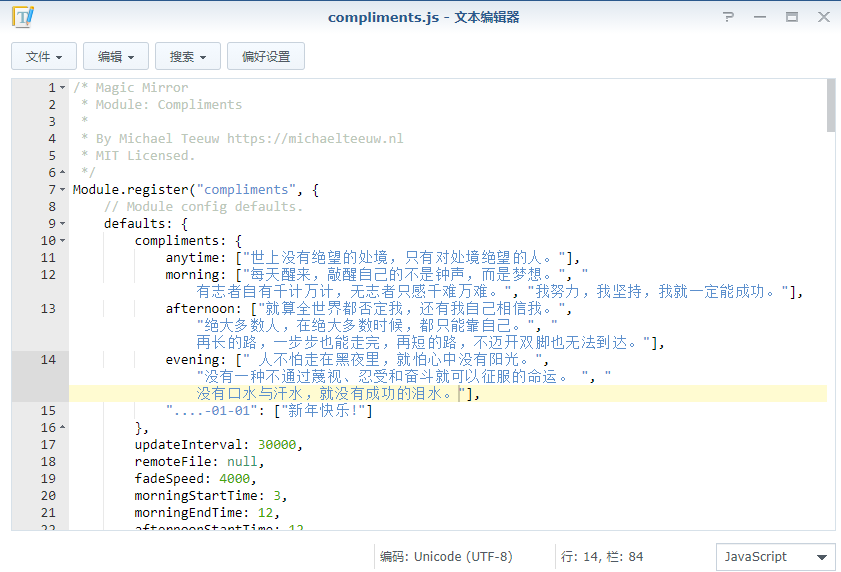 compliments.js - 文本编辑器
文件 编辑 搜索 偏好设置
1 /* Magic Mirror
2 * Module: Compliments
3 *
4 * By Michael Teeuw https://michaelteeuw.nl
5 * MIT Licensed.
6 */
7 Module.register("compliments", {
8 // Module config defaults.
9 defaults: {
10 compliments: {
11 anytime: ["世上没有绝望的处境，只有对处境绝望的人。"],
12 morning: ["每天醒来，敲醒自己的不是钟声，而是梦想。", "
有志者自有千计万计，无志者只感千难万难。", "我努力，我坚持，我就一定能成功。"],
13 afternoon: ["就算全世界都否定我，还有我自己相信我。",
"绝大多数人，在绝大多数时候，都只能靠自己。", "
再长的路，一步步也能走完，再短的路，不迈开双脚也无法到达。"],
14 evening: [" 人不怕走在黑夜里，就怕心中没有阳光。",
"没有一种不通过蔑视、忍受和奋斗就可以征服的命运。 ", "
没有口水与汗水，就没有成功的泪水。"],
15 "....-01-01": ["新年快乐!"]
16 },
17 updateInterval: 30000,
18 remoteFile: null,
19 fadeSpeed: 4000,
20 morningStartTime: 3,
21 morningEndTime: 12,
22 afternoonStartTime: 12
编码: Unicode (UTF-8) 行: 14, 栏: 84 JavaScript